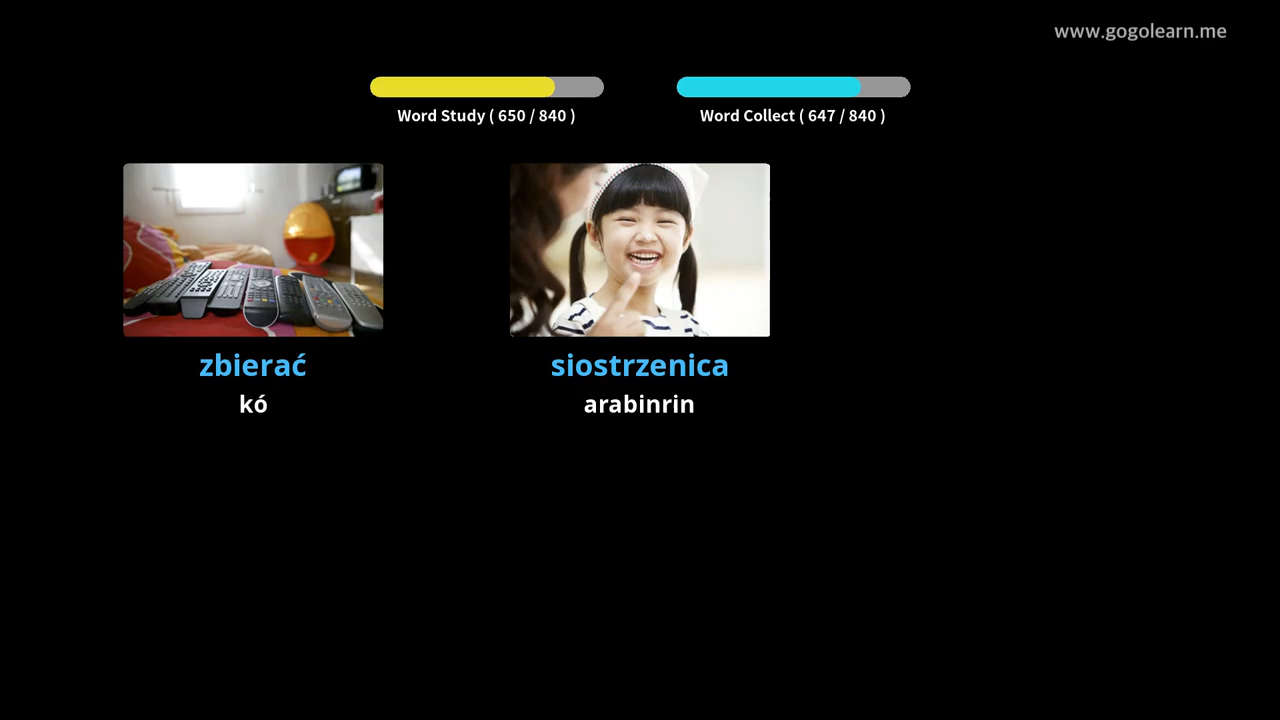 www.gogolearn.me
Word Study ( 650 / 840 )
Word Collect ( 647 / 840 )
zbierać
kó
siostrzenica
arabinrin